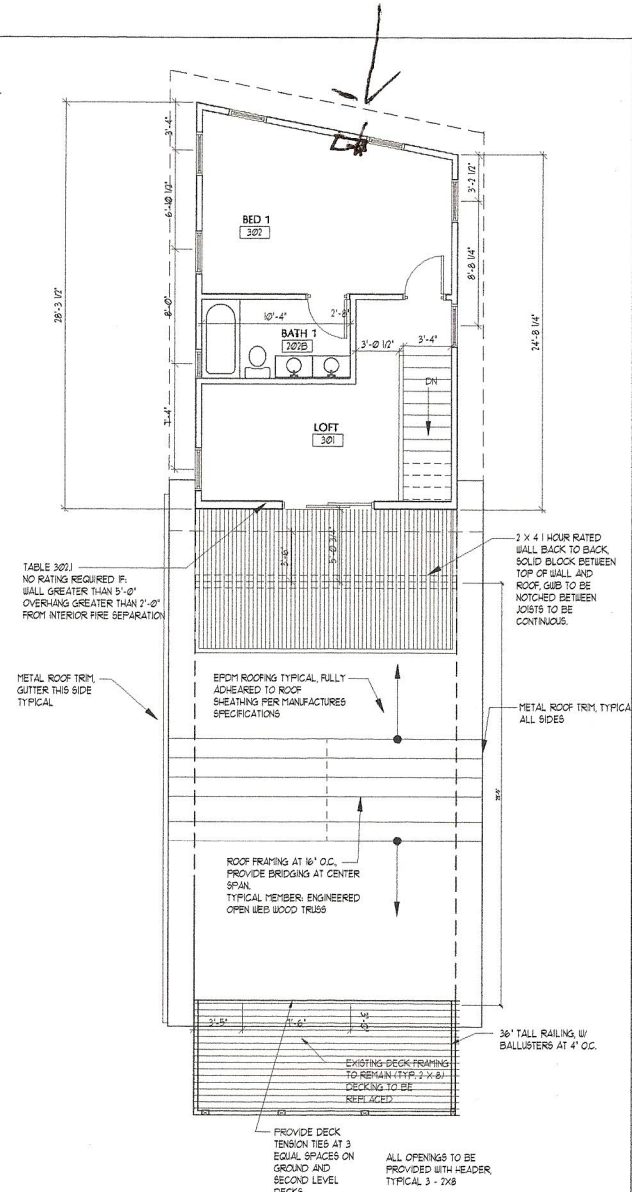 3'-4"
6'-10 1/2"
28'-3 1/2"
8'-0"
7'-4"
3'-2 1/2"
8'-8 1/4"
24'-8 1/4"
BED 1
302
10'-4"
2'-8"
BATH 1
202B
3'-0 1/2"
3'-4"
DN
LOFT
301
3'-6"
5'-0 3/4"
TABLE 302.1
NO RATING REQUIRED IF:
WALL GREATER THAN 5'-0"
OVERHANG GREATER THAN 2'-0"
FROM INTERIOR FIRE SEPARATION
2 X 4 1 HOUR RATED
WALL BACK TO BACK,
SOLID BLOCK BETWEEN
TOP OF WALL AND
ROOF, GWB TO BE
NOTCHED BETWEEN
JOISTS TO BE
CONTINUOUS.
METAL ROOF TRIM,
GUTTER THIS SIDE
TYPICAL
EPDM ROOFING TYPICAL, FULLY
ADHEARED TO ROOF
SHEATHING PER MANUFACTURES
SPECIFICATIONS
METAL ROOF TRIM, TYPICA
ALL SIDES
ROOF FRAMING AT 16" O.C.,
PROVIDE BRIDGING AT CENTER
SPAN.
TYPICAL MEMBER: ENGINEERED
OPEN WEB WOOD TRUSS
3'-5"
7'-6"
36" TALL RAILING, W/
BALLUSTERS AT 4" O.C.
EXISTING DECK FRAMING
TO REMAIN (TYP. 2 X 8)
DECKING TO BE
REPLACED
PROVIDE DECK
TENSION TIES AT 3
EQUAL SPACES ON
GROUND AND
SECOND LEVEL
DECKS
ALL OPENINGS TO BE
PROVIDED WITH HEADER,
TYPICAL 3 - 2X8